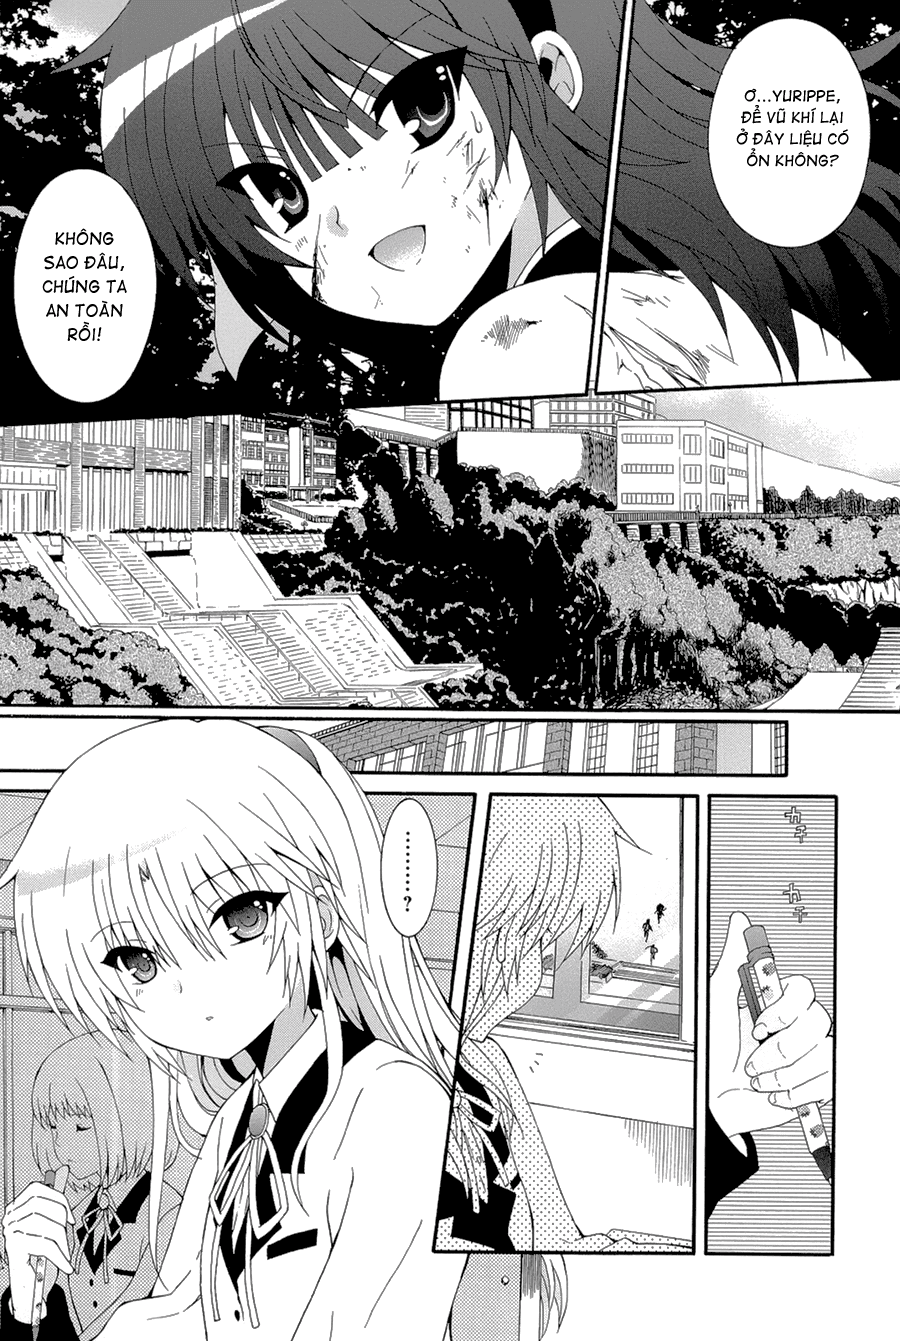 Ơ...YURIPPE,
ĐỂ VŨ KHÍ LẠI
Ở ĐÂY LIỆU CÓ
ỔN KHÔNG?
KHÔNG
SAO ĐÂU,
CHÚNG TA
AN TOÀN
RỒI!
カチ
カチ
.........?